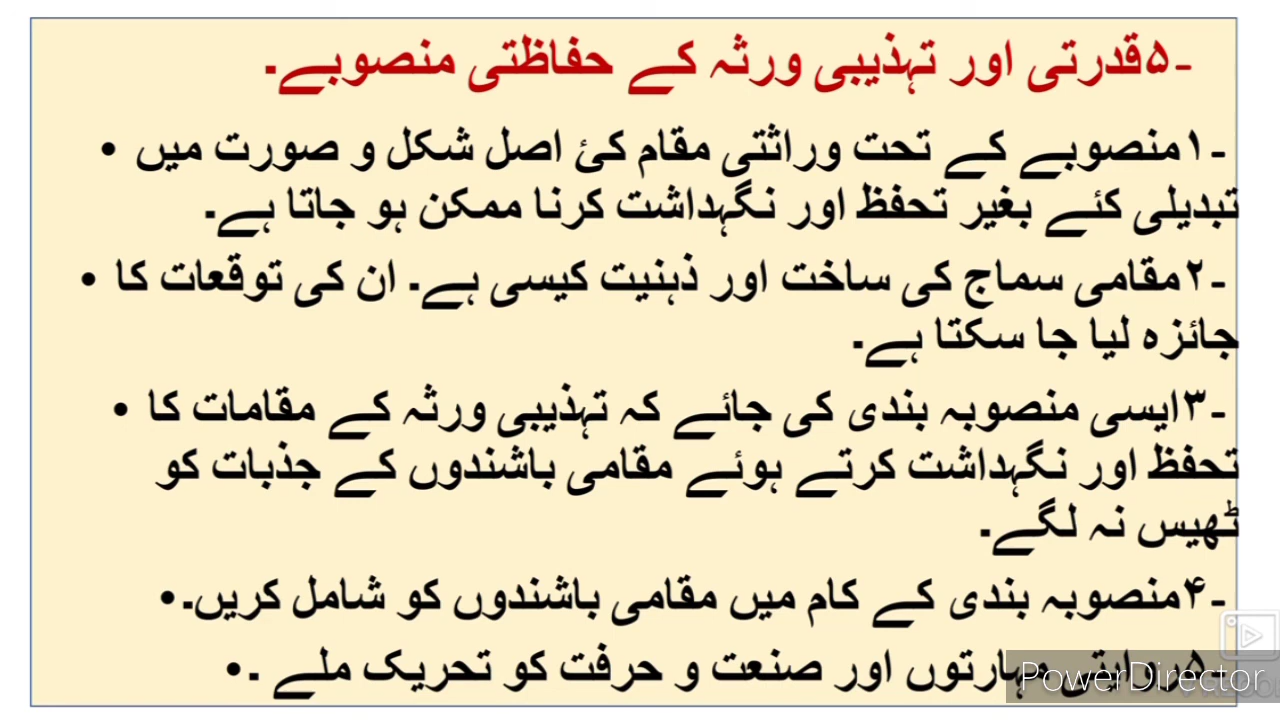 ۵۔قدرتی اور تہذیبی ورثہ کے حفاظتی منصوبے۔
۱۔منصوبے کے تحت وراثتی مقام کئ اصل شکل و صورت میں •
تبدیلی کئے بغیر تحفظ اور نگہداشت کرنا ممکن ہو جاتا ہے۔
۲۔مقامی سماج کی ساخت اور ذہنیت کیسی ہے۔ ان کی توقعات کا •
جائزہ لیا جا سکتا ہے۔
۳۔ایسی منصوبہ بندی کی جائے کہ تہذیبی ورثہ کے مقامات کا •
تحفظ اور نگہداشت کرتے ہوئے مقامی باشندوں کے جذبات کو
ٹھیس نہ لگے۔
۴۔منصوبہ بندی کے کام میں مقامی باشندوں کو شامل کریں۔•
۵۔روایتی مہارتوں اور صنعت و حرفت کو تحریک ملے ۔•
PowerDirector